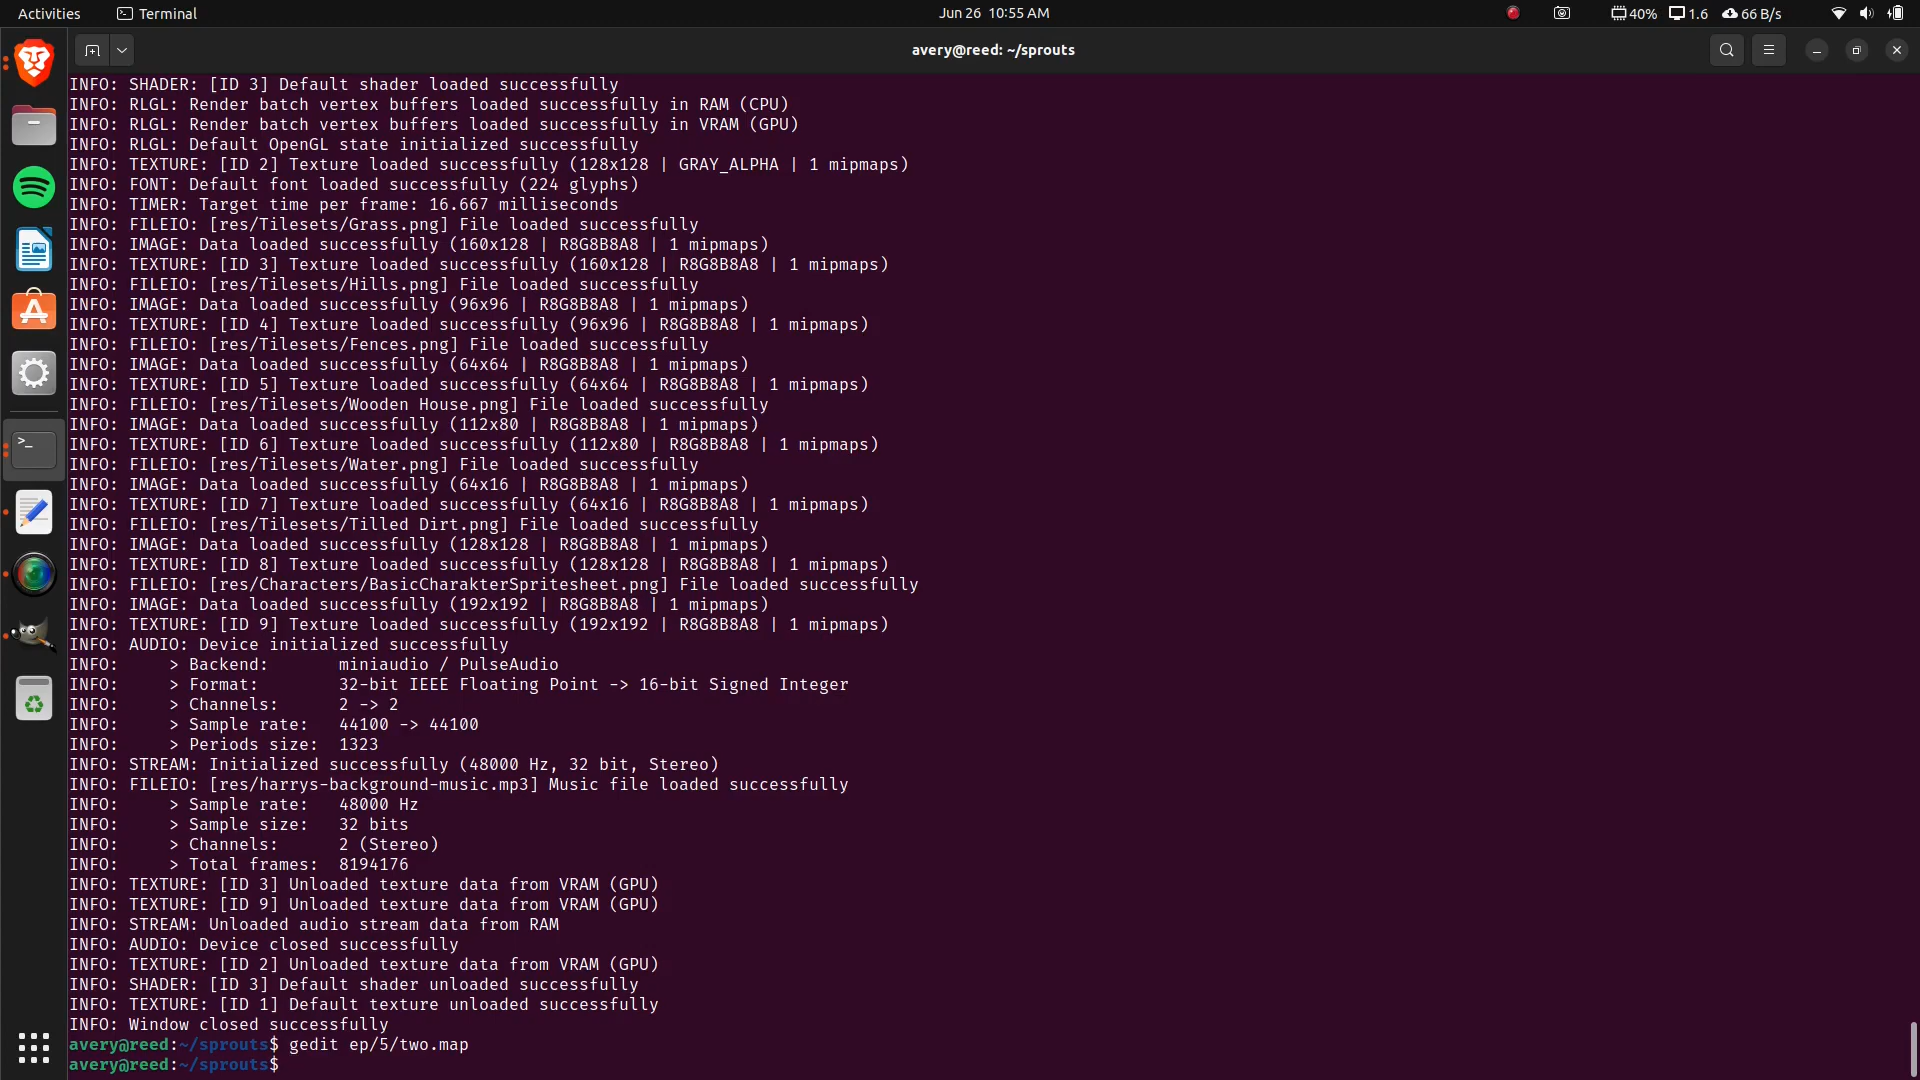 Activities Terminal Jun 26 10:55 AM 40% 1.6 66 B/s
avery@reed: ~/sprouts
INFO: SHADER: [ID 3] Default shader loaded successfully
INFO: RLGL: Render batch vertex buffers loaded successfully in RAM (CPU)
INFO: RLGL: Render batch vertex buffers loaded successfully in VRAM (GPU)
INFO: RLGL: Default OpenGL state initialized successfully
INFO: TEXTURE: [ID 2] Texture loaded successfully (128x128 | GRAY_ALPHA | 1 mipmaps)
INFO: FONT: Default font loaded successfully (224 glyphs)
INFO: TIMER: Target time per frame: 16.667 milliseconds
INFO: FILEIO: [res/Tilesets/Grass.png] File loaded successfully
INFO: IMAGE: Data loaded successfully (160x128 | R8G8B8A8 | 1 mipmaps)
INFO: TEXTURE: [ID 3] Texture loaded successfully (160x128 | R8G8B8A8 | 1 mipmaps)
INFO: FILEIO: [res/Tilesets/Hills.png] File loaded successfully
INFO: IMAGE: Data loaded successfully (96x96 | R8G8B8A8 | 1 mipmaps)
INFO: TEXTURE: [ID 4] Texture loaded successfully (96x96 | R8G8B8A8 | 1 mipmaps)
INFO: FILEIO: [res/Tilesets/Fences.png] File loaded successfully
INFO: IMAGE: Data loaded successfully (64x64 | R8G8B8A8 | 1 mipmaps)
INFO: TEXTURE: [ID 5] Texture loaded successfully (64x64 | R8G8B8A8 | 1 mipmaps)
INFO: FILEIO: [res/Tilesets/Wooden House.png] File loaded successfully
INFO: IMAGE: Data loaded successfully (112x80 | R8G8B8A8 | 1 mipmaps)
INFO: TEXTURE: [ID 6] Texture loaded successfully (112x80 | R8G8B8A8 | 1 mipmaps)
INFO: FILEIO: [res/Tilesets/Water.png] File loaded successfully
INFO: IMAGE: Data loaded successfully (64x16 | R8G8B8A8 | 1 mipmaps)
INFO: TEXTURE: [ID 7] Texture loaded successfully (64x16 | R8G8B8A8 | 1 mipmaps)
INFO: FILEIO: [res/Tilesets/Tilled Dirt.png] File loaded successfully
INFO: IMAGE: Data loaded successfully (128x128 | R8G8B8A8 | 1 mipmaps)
INFO: TEXTURE: [ID 8] Texture loaded successfully (128x128 | R8G8B8A8 | 1 mipmaps)
INFO: FILEIO: [res/Characters/BasicCharakterSpritesheet.png] File loaded successfully
INFO: IMAGE: Data loaded successfully (192x192 | R8G8B8A8 | 1 mipmaps)
INFO: TEXTURE: [ID 9] Texture loaded successfully (192x192 | R8G8B8A8 | 1 mipmaps)
INFO: AUDIO: Device initialized successfully
INFO:     > Backend:       miniaudio / PulseAudio
INFO:     > Format:        32-bit IEEE Floating Point -> 16-bit Signed Integer
INFO:     > Channels:      2 -> 2
INFO:     > Sample rate:   44100 -> 44100
INFO:     > Periods size:  1323
INFO: STREAM: Initialized successfully (48000 Hz, 32 bit, Stereo)
INFO: FILEIO: [res/harrys-background-music.mp3] Music file loaded successfully
INFO:     > Sample rate:   48000 Hz
INFO:     > Sample size:   32 bits
INFO:     > Channels:      2 (Stereo)
INFO:     > Total frames:  8194176
INFO: TEXTURE: [ID 3] Unloaded texture data from VRAM (GPU)
INFO: TEXTURE: [ID 9] Unloaded texture data from VRAM (GPU)
INFO: STREAM: Unloaded audio stream data from RAM
INFO: AUDIO: Device closed successfully
INFO: TEXTURE: [ID 2] Unloaded texture data from VRAM (GPU)
INFO: SHADER: [ID 3] Default shader unloaded successfully
INFO: TEXTURE: [ID 1] Default texture unloaded successfully
INFO: Window closed successfully
avery@reed:~/sprouts$ gedit ep/5/two.map
avery@reed:~/sprouts$